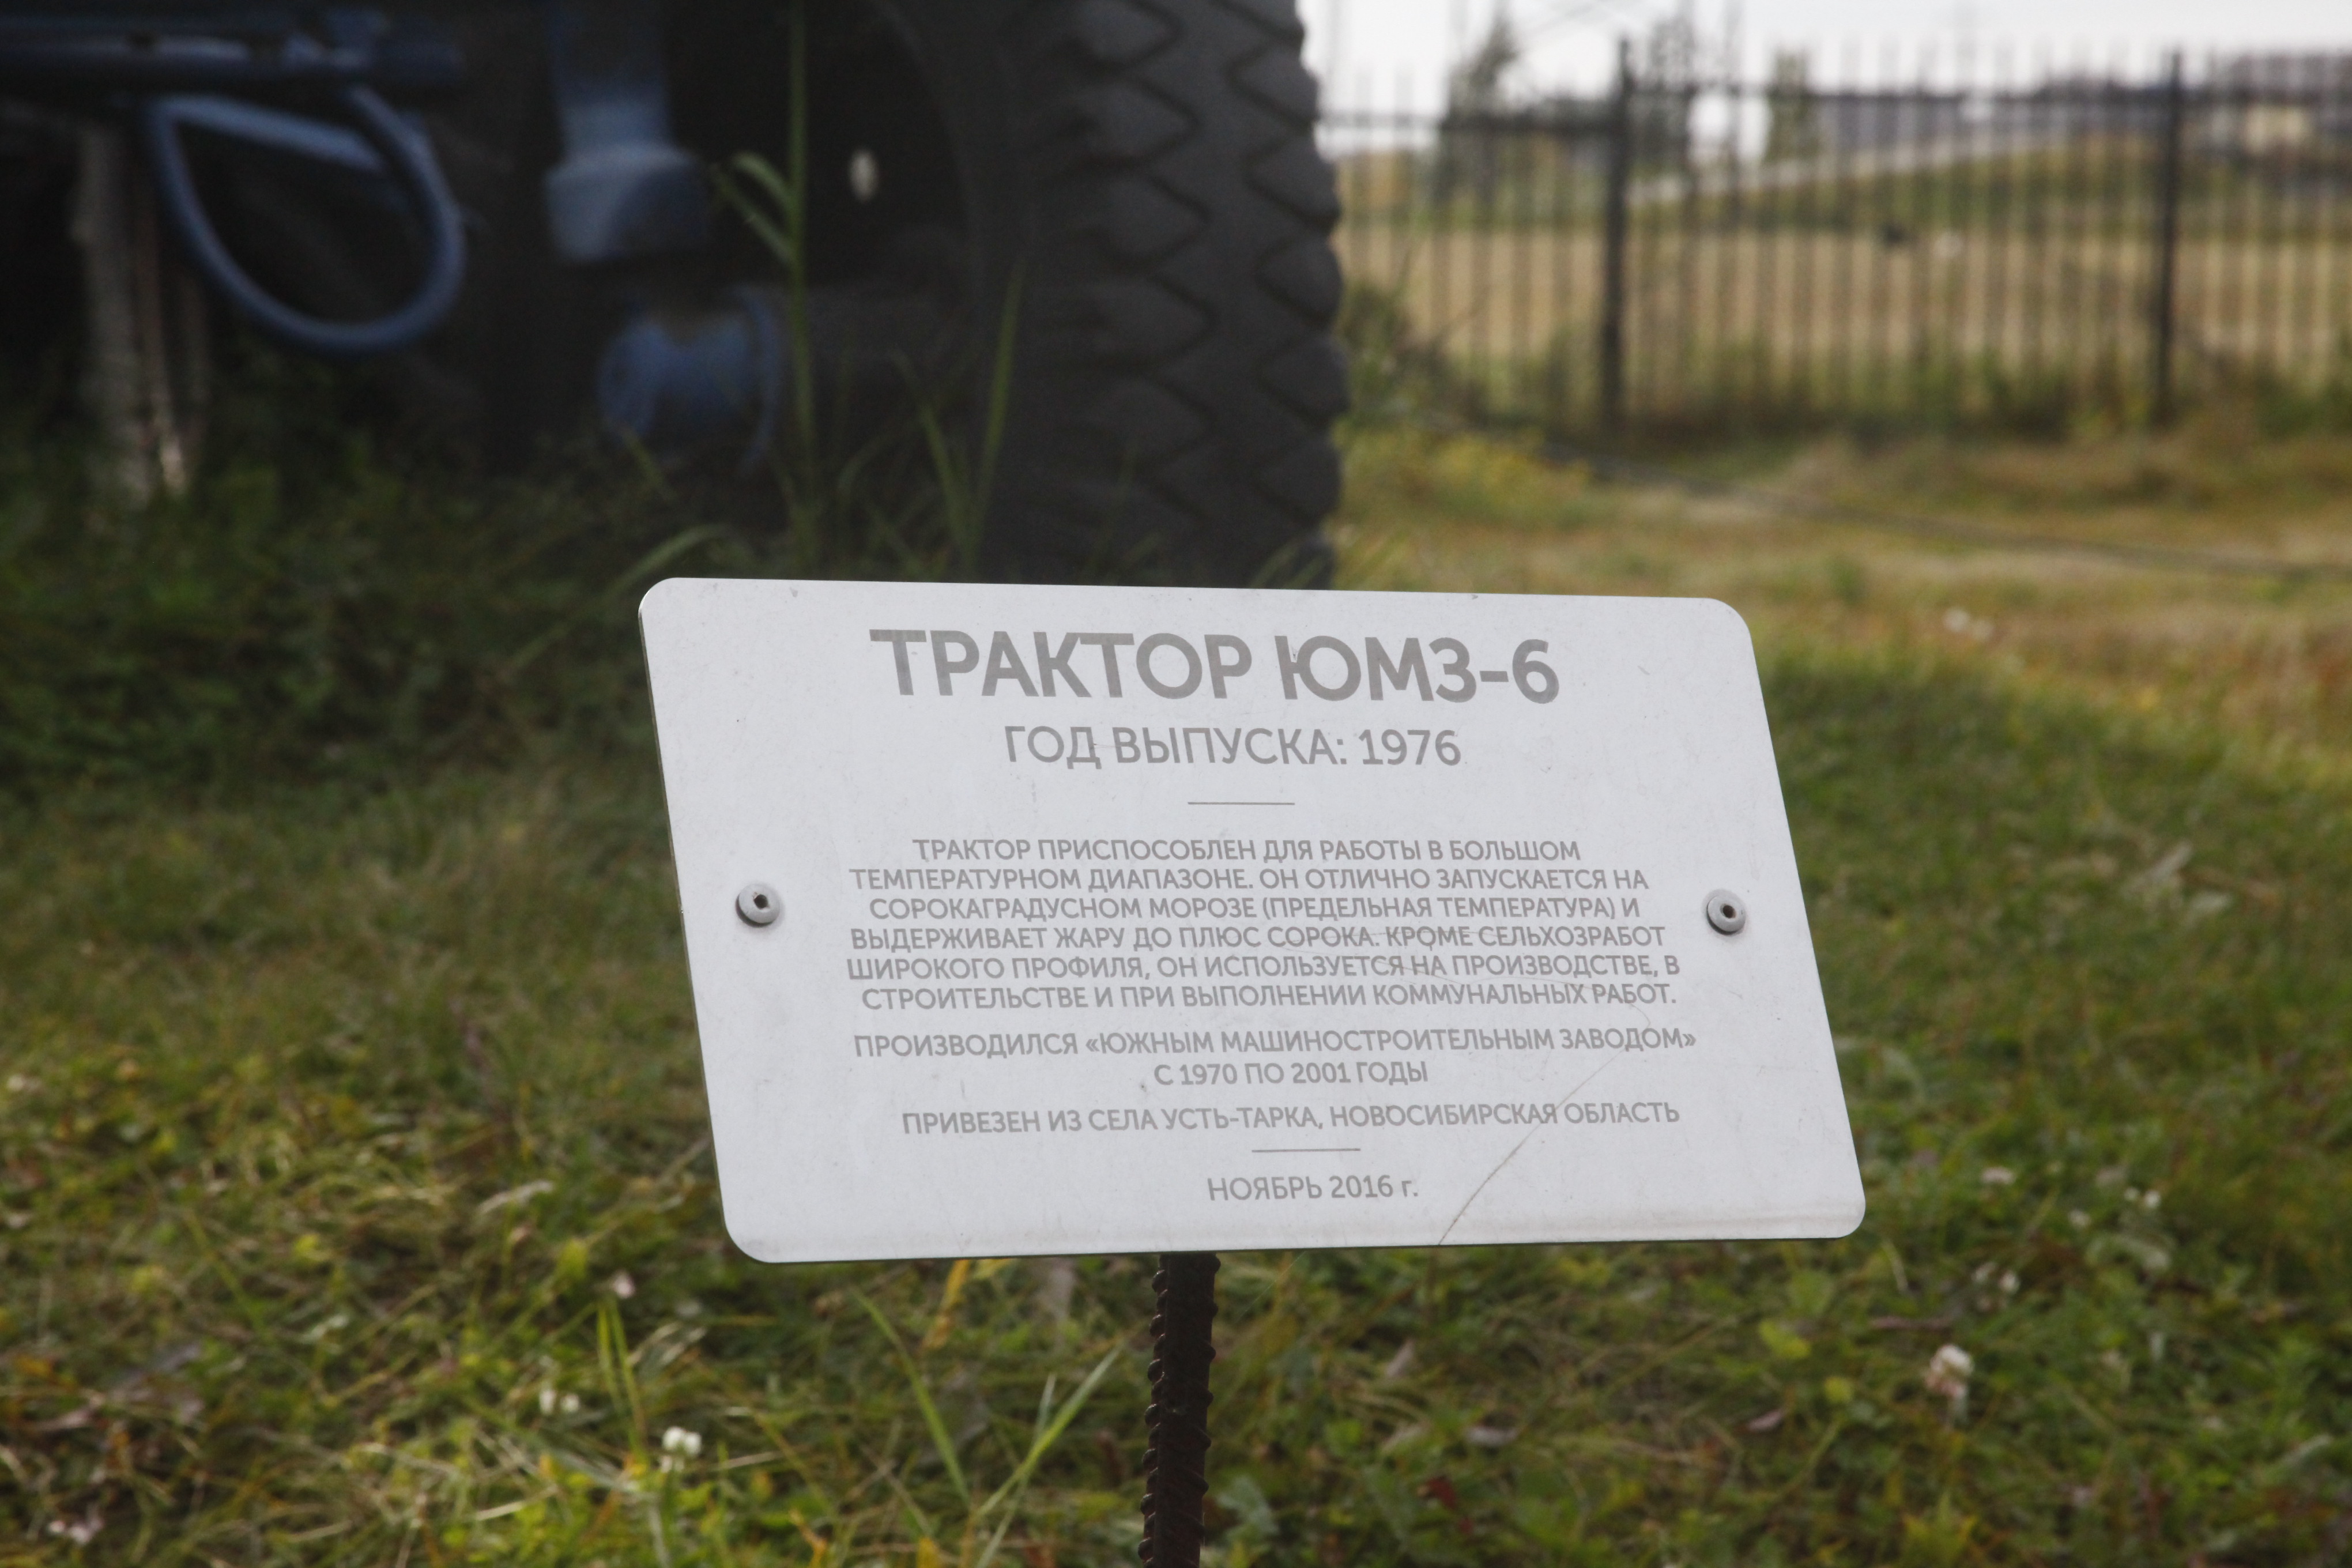 ТРАКТОР ЮМЗ-6
ГОД ВЫПУСКА: 1976
ТРАКТОР ПРИСПОСОБЛЕН ДЛЯ РАБОТЫ В БОЛЬШОМ
ТЕМПЕРАТУРНОМ ДИАПАЗОНЕ. ОН ОТЛИЧНО ЗАПУСКАЕТСЯ НА
СОРОКАГРАДУСНОМ МОРОЗЕ (ПРЕДЕЛЬНАЯ ТЕМПЕРАТУРА) И
ВЫДЕРЖИВАЕТ ЖАРУ ДО ПЛЮС СОРОКА. КРОМЕ СЕЛЬХОЗРАБОТ
ШИРОКОГО ПРОФИЛЯ, ОН ИСПОЛЬЗУЕТСЯ НА ПРОИЗВОДСТВЕ, В
СТРОИТЕЛЬСТВЕ И ПРИ ВЫПОЛНЕНИИ КОММУНАЛЬНЫХ РАБОТ.
ПРОИЗВОДИЛСЯ «ЮЖНЫМ МАШИНОСТРОИТЕЛЬНЫМ ЗАВОДОМ»
С 1970 ПО 2001 ГОДЫ
ПРИВЕЗЕН ИЗ СЕЛА УСТЬ-ТАРКА, НОВОСИБИРСКАЯ ОБЛАСТЬ
НОЯБРЬ 2016 г.